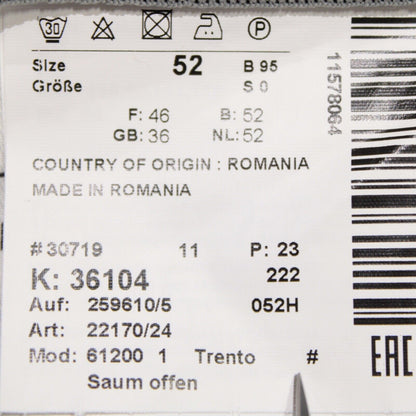 30 P
Size 52 B 95
Größe S 0
F: 46 B: 52
GB: 36 NL: 52
COUNTRY OF ORIGIN : ROMANIA
MADE IN ROMANIA
#30719 11 P: 23
K: 36104 222
Auf: 259610/5 052H
Art: 22170/24
Mod: 61200 1 Trento #
Saum offen
11578064
EAC